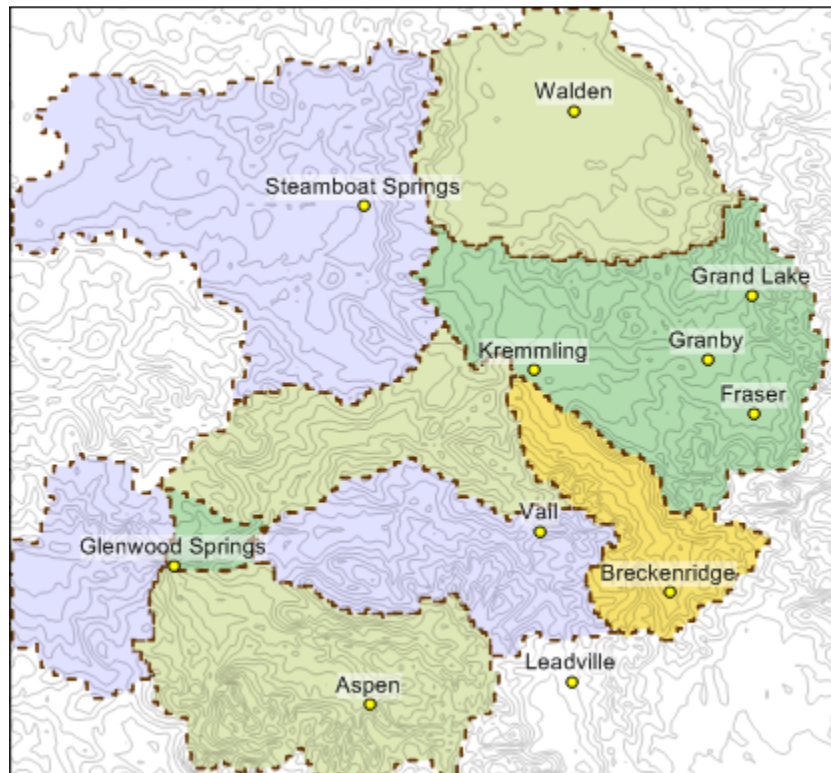 Walden
Steamboat Springs
Grand Lake
Kremmling
Granby
Fraser
Vail
Glenwood Springs
Breckenridge
Leadville
Aspen